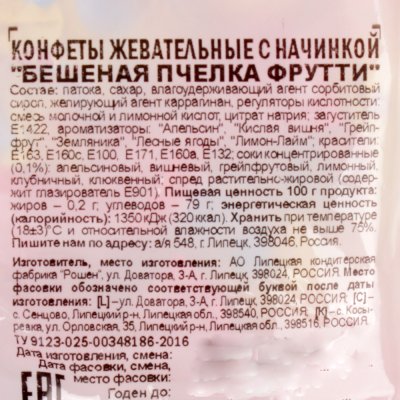 КОНФЕТЫ ЖЕВАТЕЛЬНЫЕ С НАЧИНКОЙ
"БЕШЕНАЯ ПЧЕЛКА ФРУТТИ"
Состав: патока, сахар, влагоудерживающий агент сорбитовый
сироп, желирующий агент каррагинан, регуляторы кислотности:
смесь молочной и лимонной кислот, цитрат натрия; загуститель
Е1422, ароматизаторы: "Апельсин", "Кислая вишня", "Грейп-
фрут", "Земляника", "Лесные ягоды", "Лимон-Лайм"; красители:
Е163, Е160с, Е100, Е171, Е160а, Е132; соки концентрированные
(0,1%): апельсиновый, вишневый, грейпфрутовый, лимонный,
клубничный, клюквенный; спред растительно-жировой (содер-
жит глазирователь Е901). Пищевая ценность 100 г продукта:
жиров – 0,2 г; углеводов – 79 г; энергетическая ценность
(калорийность): 1350 кДж (320 ккал). Хранить при температуре
(18±3)°С и относительной влажности воздуха не выше 75%.
Пишите нам по адресу: а/я 548, г. Липецк, 398046, Россия.
Изготовитель, место изготовления: АО Липецкая кондитерская
фабрика "Рошен", ул. Доватора, 3-А, г. Липецк, 398024, РОССИЯ. Место
фасовки обозначено соответствующей буквой после даты
изготовления: [L] – ул. Доватора, 3-А, г. Липецк, 398024, РОССИЯ; [C] –
с. Сенцово, Липецкий р-н, Липецкая обл., 398540, РОССИЯ; [K] – с. Косы-
ревка, ул. Орловская, 35, Липецкий р-н, Липецкая обл., 398516, РОССИЯ.
ТУ 9123-025-00348186-2016
Дата изготовления, смена:
Дата фасовки, смена,
место фасовки:
Годен до:
EAC